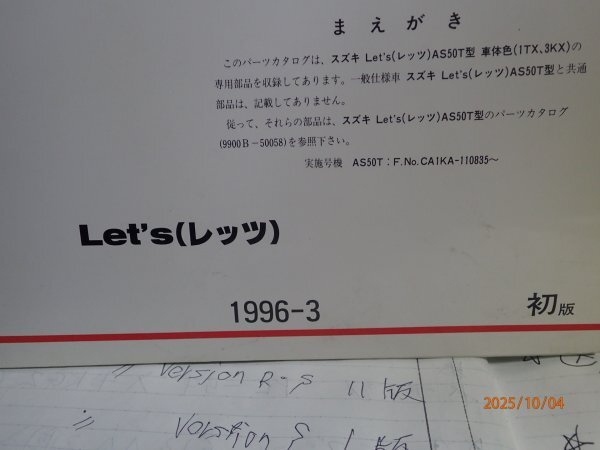 まえがき
このパーツカタログは、スズキ Let's(レッツ)AS50T型 車体色(1TX、3KX)の
専用部品を収録してあります。一般仕様車 スズキ Let's(レッツ)AS50T型と共通
部品は、記載してありません。
従って、それらの部品は、スズキ Let's(レッツ)AS50T型のパーツカタログ
(9900B-50058)を参照下さい。
実施号機 AS50T:F.No.CA1KA-110835~
Let's(レッツ)
1996-3
初版
〃 Version R-S 11版
2025/10/04
〃 Version S 1版